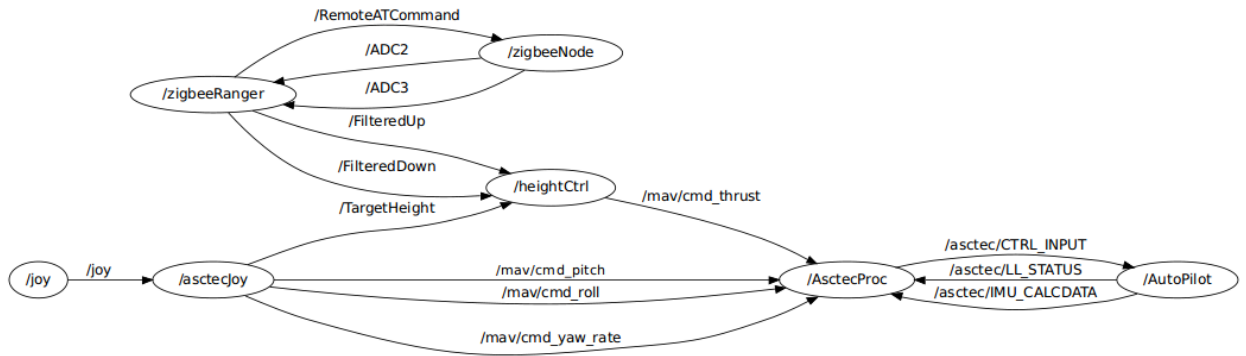 /RemoteATCommand
/ADC2
/zigbeeNode
/zigbeeRanger
/ADC3
/FilteredUp
/FilteredDown
/heightCtrl
/mav/cmd_thrust
/TargetHeight
/joy
/joy
/asctecJoy
/mav/cmd_pitch
/mav/cmd_roll
/mav/cmd_yaw_rate
/AsctecProc
/asctec/CTRL_INPUT
/asctec/LL_STATUS
/asctec/IMU_CALCDATA
/AutoPilot